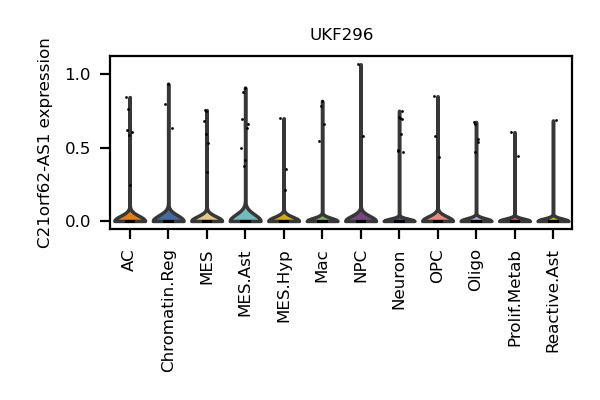 UKF296
C21orf62-AS1 expression
1.0
0.5
0.0
AC
Chromatin.Reg
MES
MES.Ast
MES.Hyp
Mac
NPC
Neuron
OPC
Oligo
Prolif.Metab
Reactive.Ast